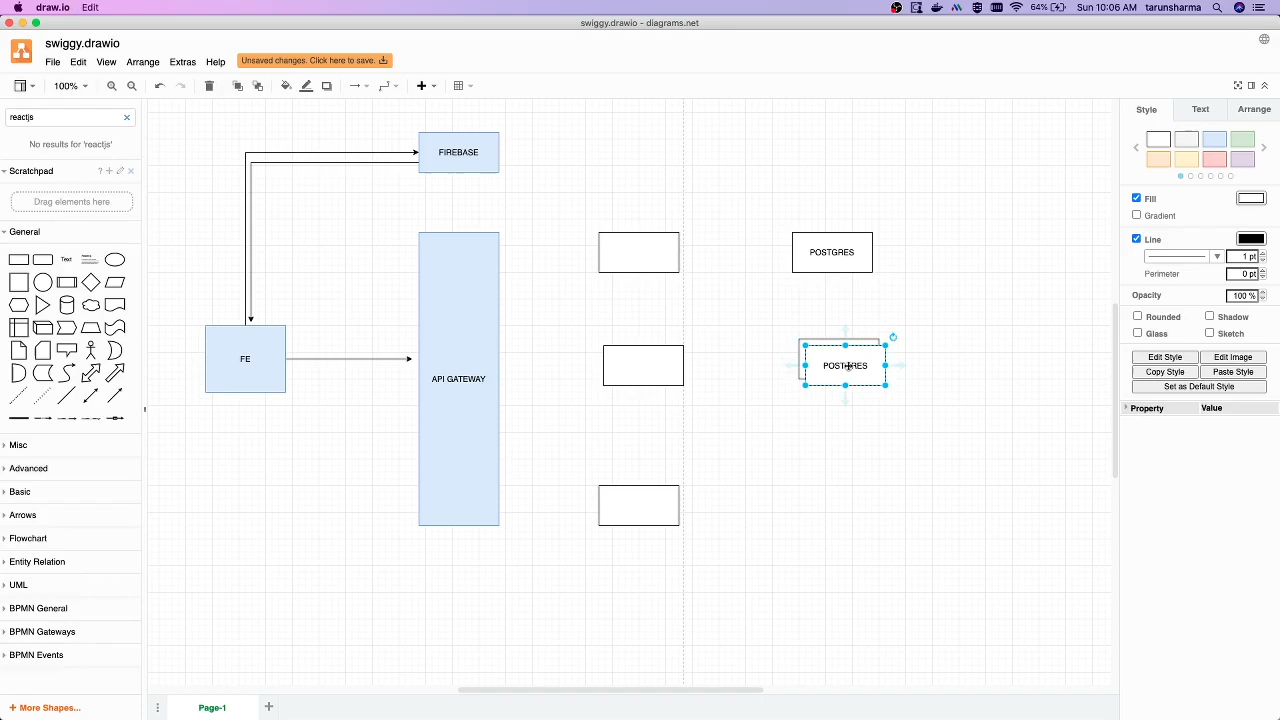 draw.io Edit
64% Sun 10:06 AM tarunsharma
swiggy.drawio - diagrams.net
swiggy.drawio
File Edit View Arrange Extras Help
Unsaved changes. Click here to save.
100%
reactjs
No results for 'reactjs'
Scratchpad
?
Drag elements here
General
Text
Misc
Advanced
Basic
Arrows
Flowchart
Entity Relation
UML
BPMN General
BPMN Gateways
BPMN Events
+ More Shapes...
FIREBASE
FE
API GATEWAY
POSTGRES
POSTGRES
Page-1
Style Text Arrange
Fill
Gradient
Line
1 pt
Perimeter 0 pt
Opacity 100 %
Rounded Shadow
Glass Sketch
Edit Style Edit Image
Copy Style Paste Style
Set as Default Style
Property Value